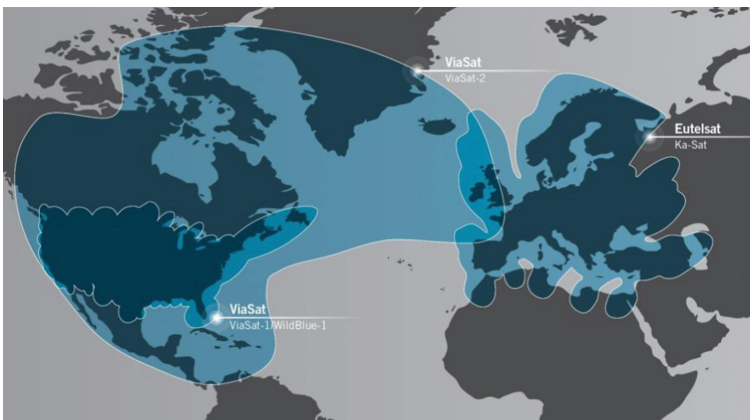 ViaSat
ViaSat-2
Eutelsat
Ka-Sat
ViaSat
ViaSat-1/WildBlue-1